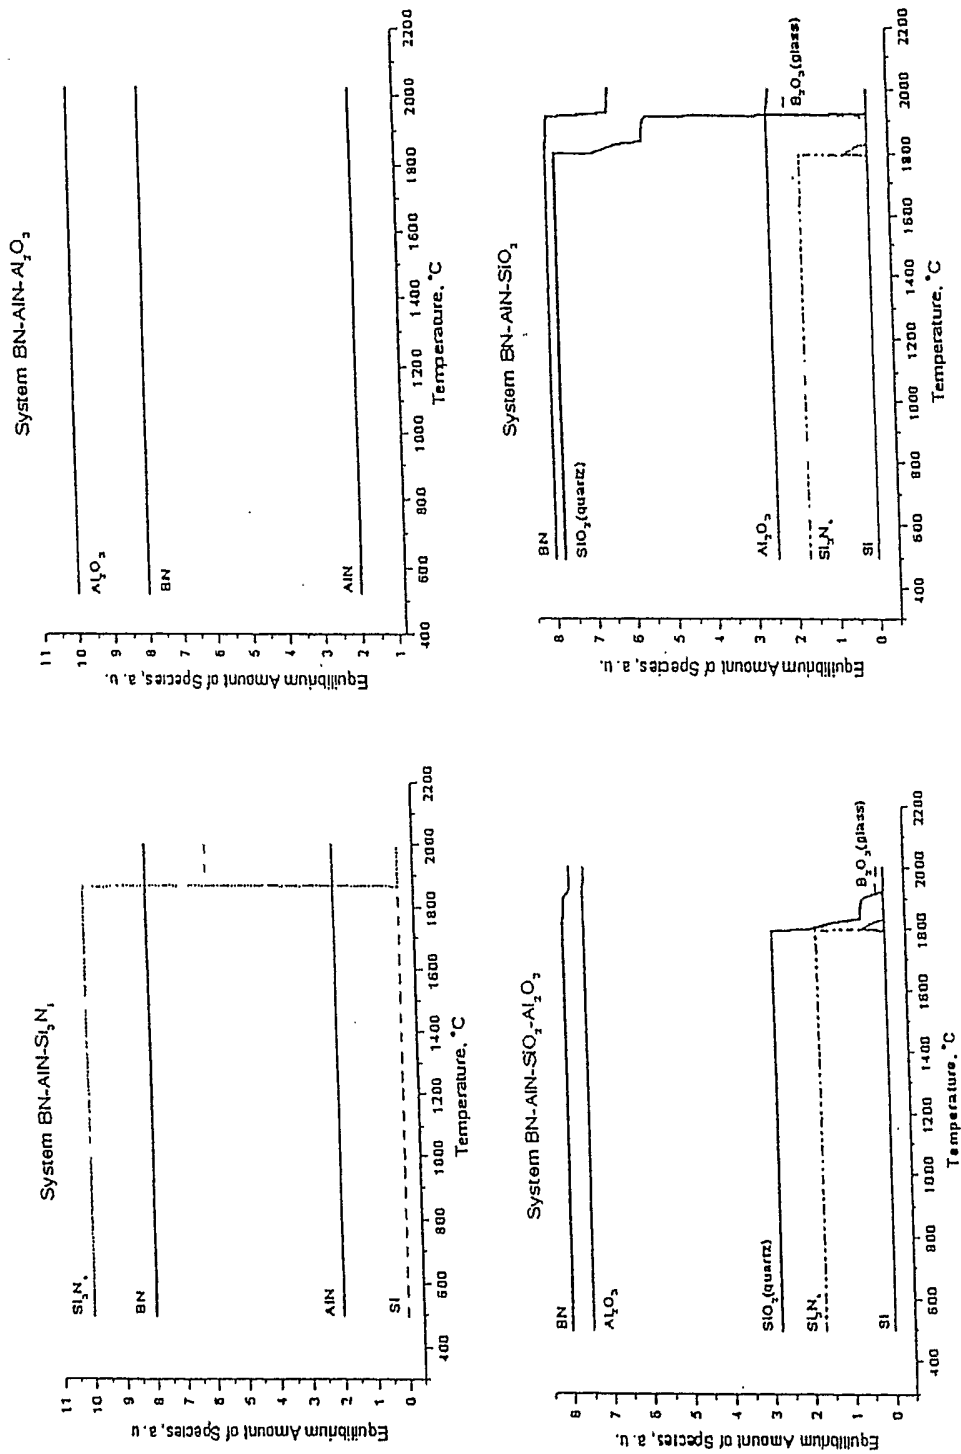 System BN-AlN-Si₃N₄
Equilibrium Amount of Species, a. u.
11
10
9
8
7
6
5
4
3
2
1
0
Si₃N₄
BN
AlN
Si
400 600 800 1000 1200 1400 1600 1800 2000 2200
Temperature, °C
System BN-AlN-Al₂O₃
Equilibrium Amount of Species, a. u.
11
10
9
8
7
6
5
4
3
2
1
Al₂O₃
BN
AlN
400 600 800 1000 1200 1400 1600 1800 2000 2200
Temperature, °C
System BN-AlN-SiO₂-Al₂O₃
Equilibrium Amount of Species, a. u.
8
7
6
5
4
3
2
1
0
BN
Al₂O₃
SiO₂(quartz)
Si₃N₄
Si
B₂O₃(glass)
400 600 800 1000 1200 1400 1600 1800 2000 2200
Temperature, °C
System BN-AlN-SiO₂
Equilibrium Amount of Species, a. u.
8
7
6
5
4
3
2
1
0
BN
SiO₂(quartz)
Al₂O₃
Si₃N₄
Si
B₂O₃(glass)
400 600 800 1000 1200 1400 1600 1800 2000 2200
Temperature, °C